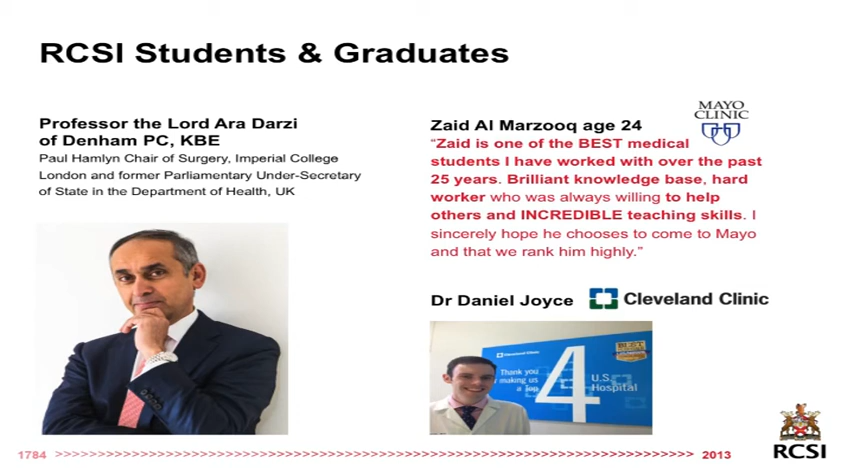 RCSI Students & Graduates
Professor the Lord Ara Darzi
of Denham PC, KBE
Paul Hamlyn Chair of Surgery, Imperial College
London and former Parliamentary Under-Secretary
of State in the Department of Health, UK
MAYO
CLINIC
Zaid Al Marzooq age 24
“Zaid is one of the BEST medical
students I have worked with over the past
25 years. Brilliant knowledge base, hard
worker who was always willing to help
others and INCREDIBLE teaching skills. I
sincerely hope he chooses to come to Mayo
and that we rank him highly.”
Dr Daniel Joyce
Cleveland Clinic
Cleveland Clinic
Thank you
making us
a top
4
U.S.
Hospital
BEST
1784
2013
RCSI